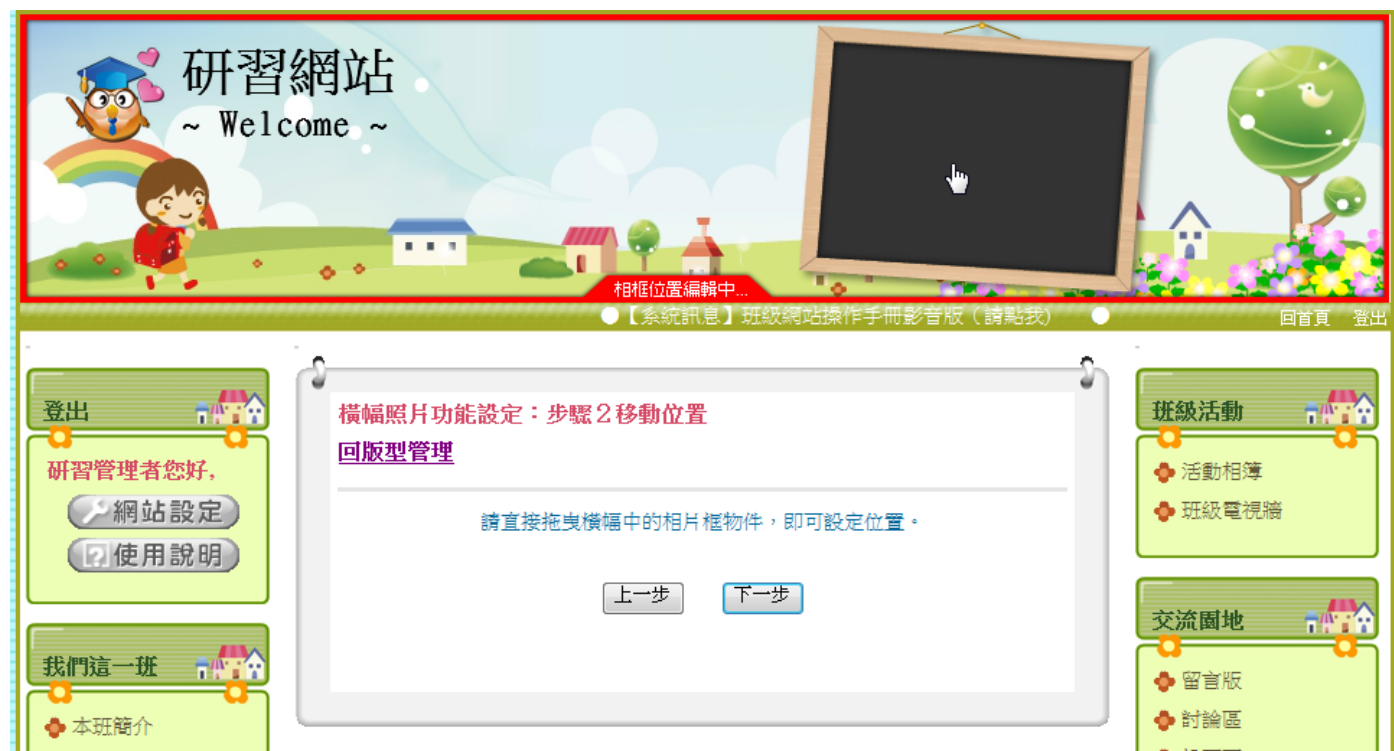 研習網站
~ Welcome ~
相框位置編輯中...
●【系統訊息】班級網站操作手冊影音版（請點我） ●
回首頁 登出
登出
研習管理者您好,
網站設定
使用說明
我們這一班
本班簡介
橫幅照片功能設定：步驟２移動位置
回版型管理
請直接拖曳橫幅中的相片框物件，即可設定位置。
上一步 下一步
班級活動
活動相簿
班級電視牆
交流園地
留言版
討論區